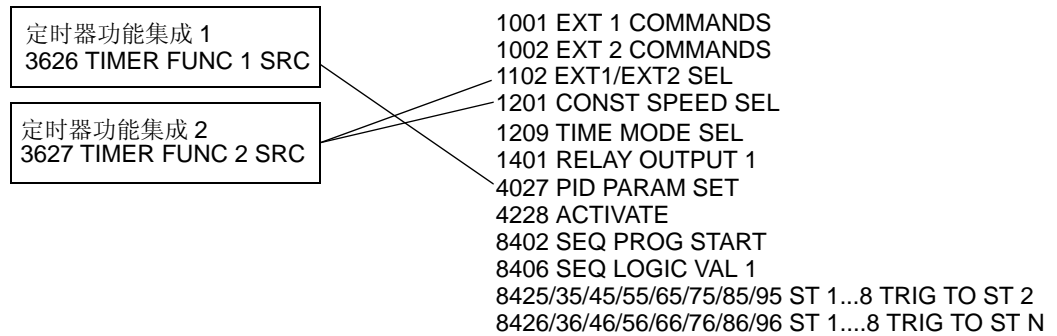 定时器功能集成 1
3626 TIMER FUNC 1 SRC
定时器功能集成 2
3627 TIMER FUNC 2 SRC
1001 EXT 1 COMMANDS
1002 EXT 2 COMMANDS
1102 EXT1/EXT2 SEL
1201 CONST SPEED SEL
1209 TIME MODE SEL
1401 RELAY OUTPUT 1
4027 PID PARAM SET
4228 ACTIVATE
8402 SEQ PROG START
8406 SEQ LOGIC VAL 1
8425/35/45/55/65/75/85/95 ST 1...8 TRIG TO ST 2
8426/36/46/56/66/76/86/96 ST 1....8 TRIG TO ST N